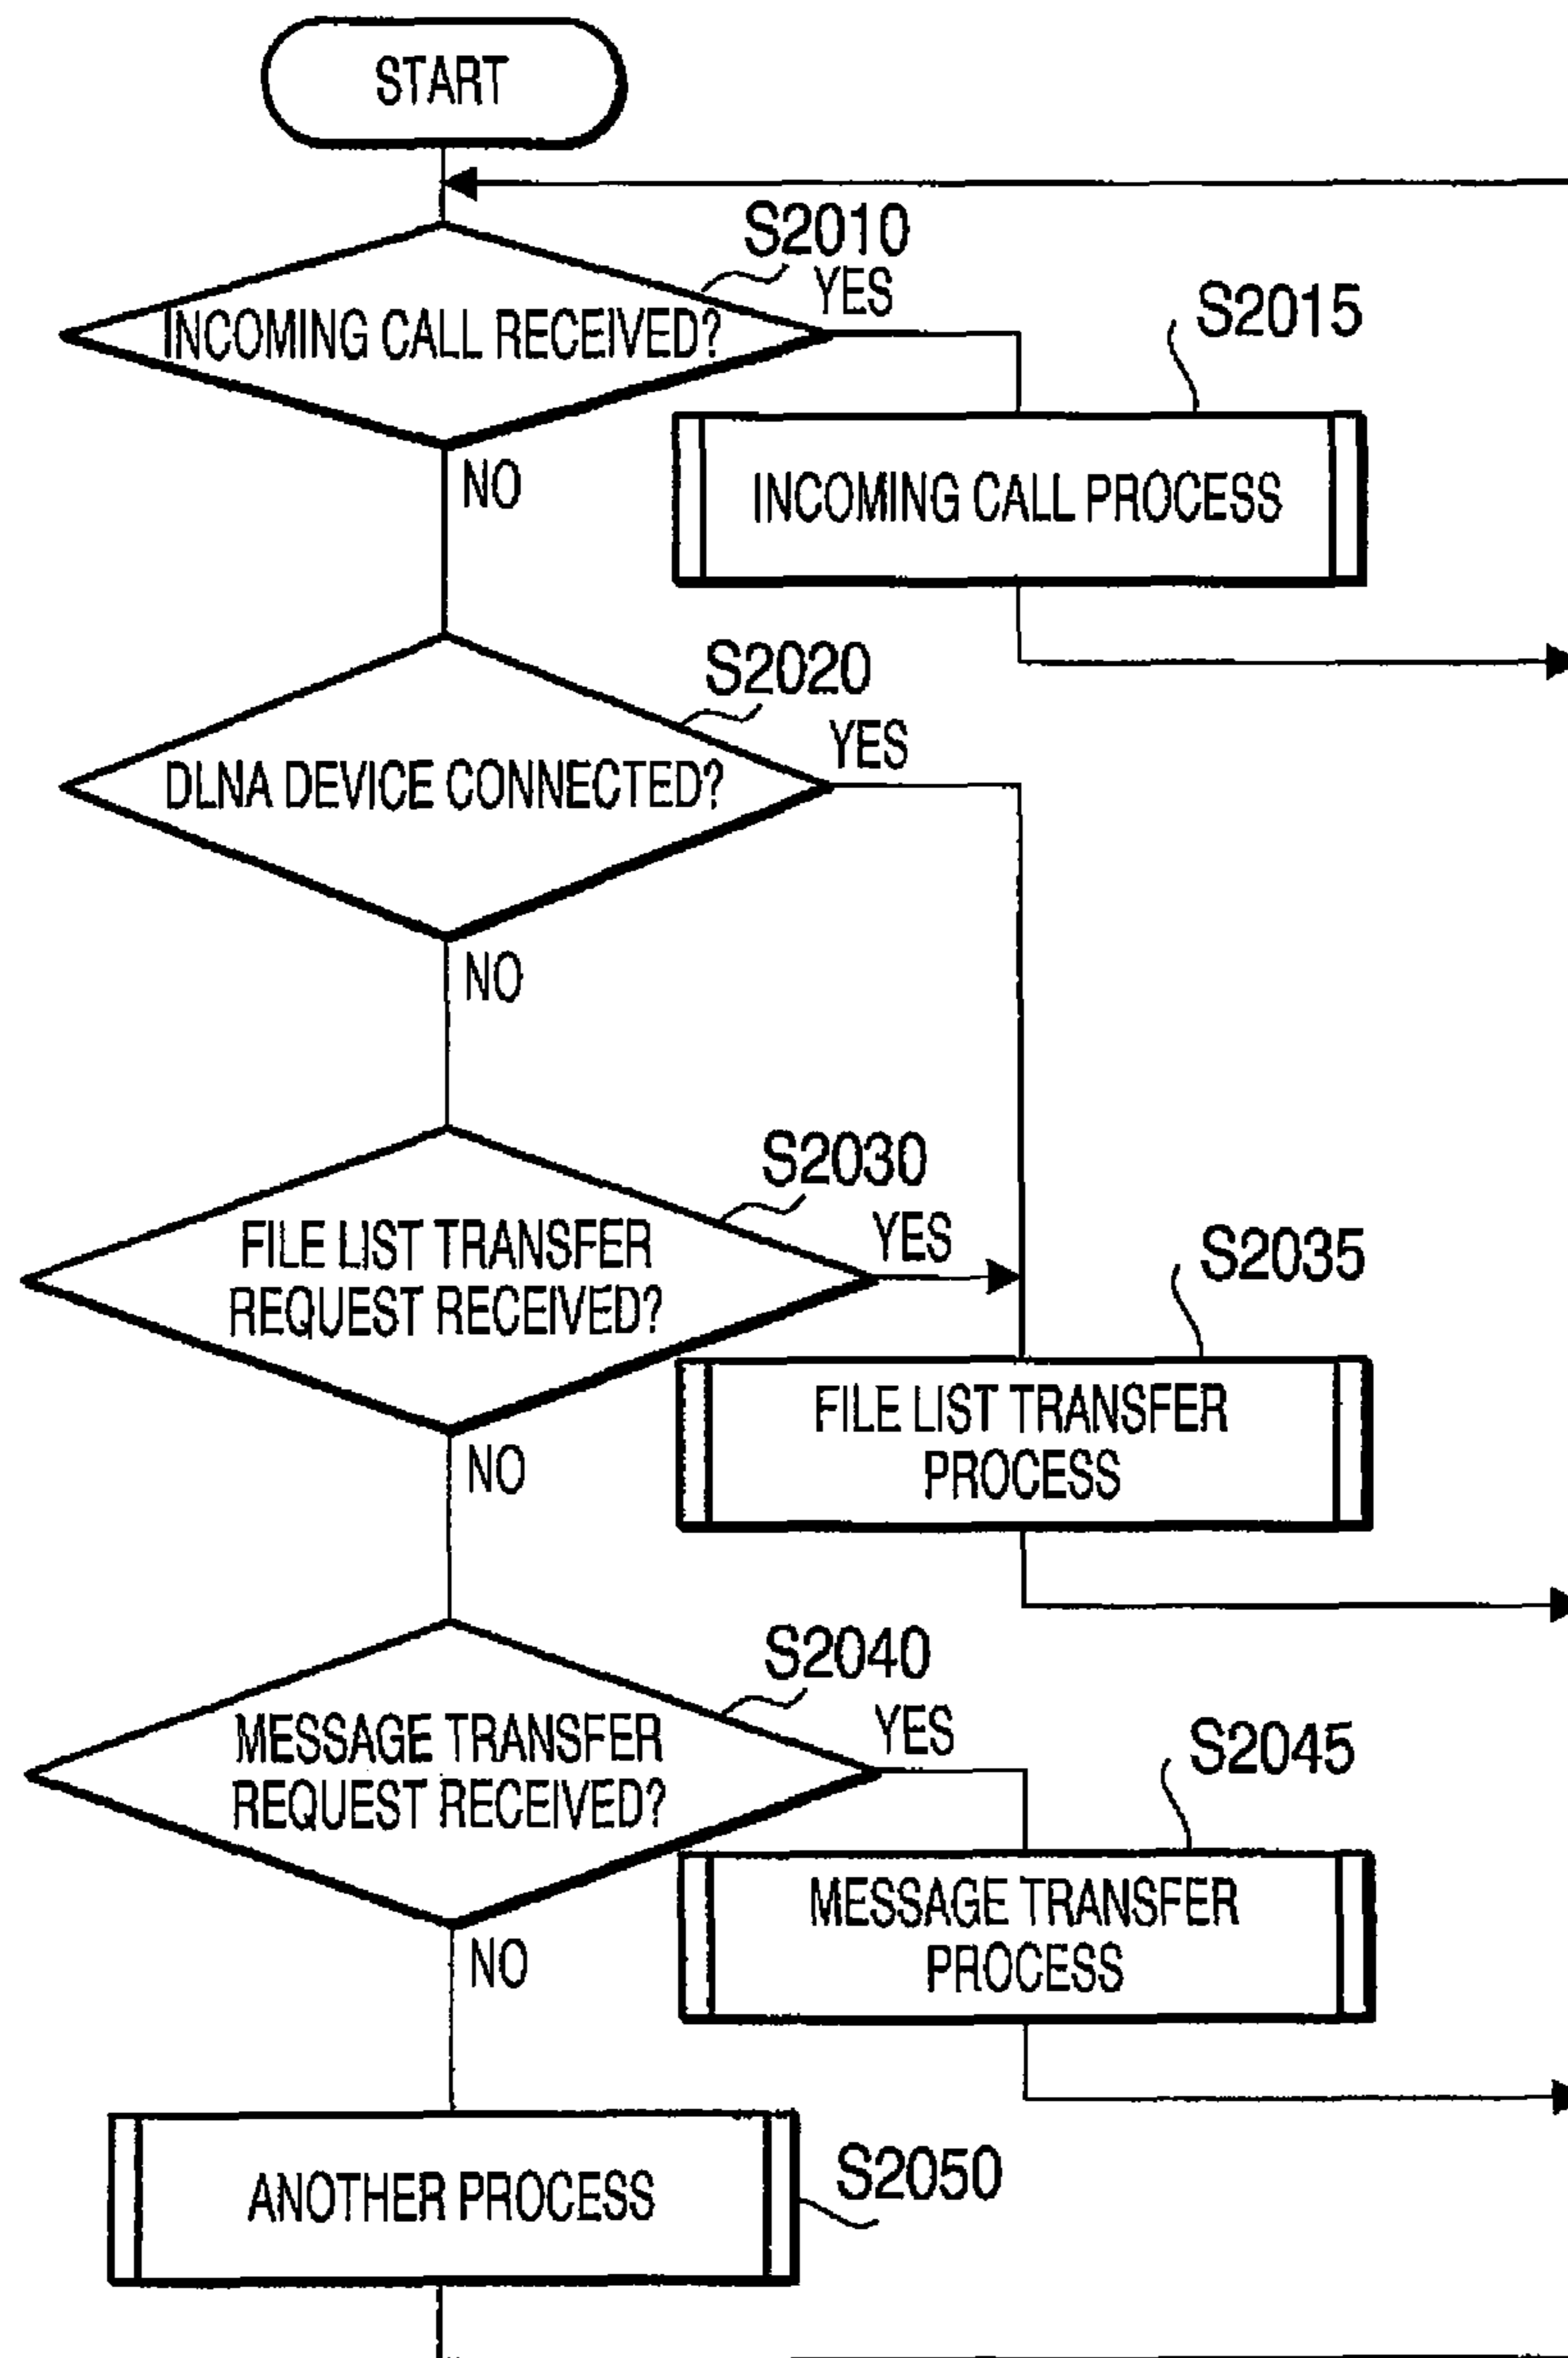 START
S2010
YES
INCOMING CALL RECEIVED?
S2015
NO
INCOMING CALL PROCESS
S2020
YES
DLNA DEVICE CONNECTED?
NO
S2030
YES
FILE LIST TRANSFER
REQUEST RECEIVED?
S2035
NO
FILE LIST TRANSFER
PROCESS
S2040
YES
MESSAGE TRANSFER
REQUEST RECEIVED?
S2045
NO
MESSAGE TRANSFER
PROCESS
ANOTHER PROCESS
S2050